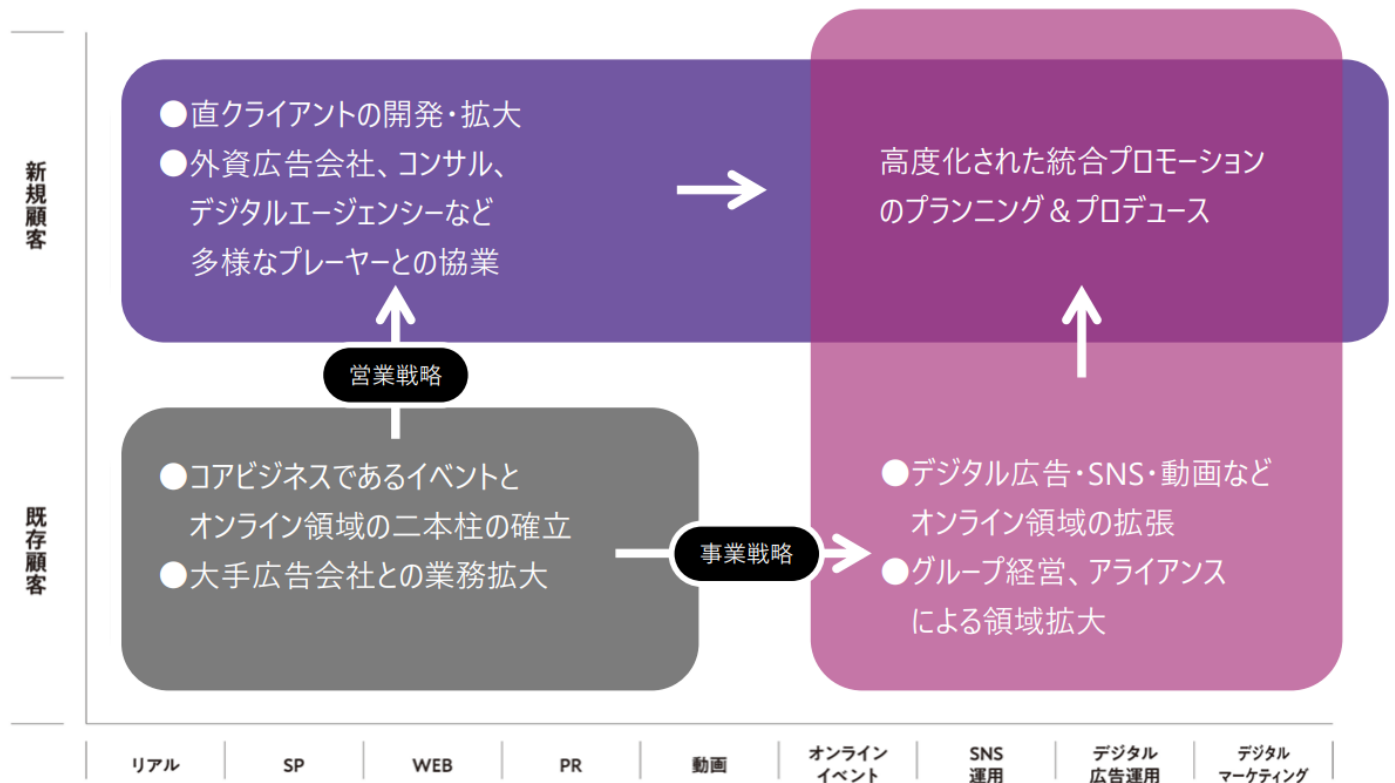 新規顧客
●直クライアントの開発・拡大
●外資広告会社、コンサル、
デジタルエージェンシーなど
多様なプレーヤーとの協業
高度化された統合プロモーション
のプランニング＆プロデュース
営業戦略
既存顧客
●コアビジネスであるイベントと
オンライン領域の二本柱の確立
●大手広告会社との業務拡大
事業戦略
●デジタル広告・SNS・動画など
オンライン領域の拡張
●グループ経営、アライアンス
による領域拡大
リアル
SP
WEB
PR
動画
オンライン
イベント
SNS
運用
デジタル
広告運用
デジタル
マーケティング